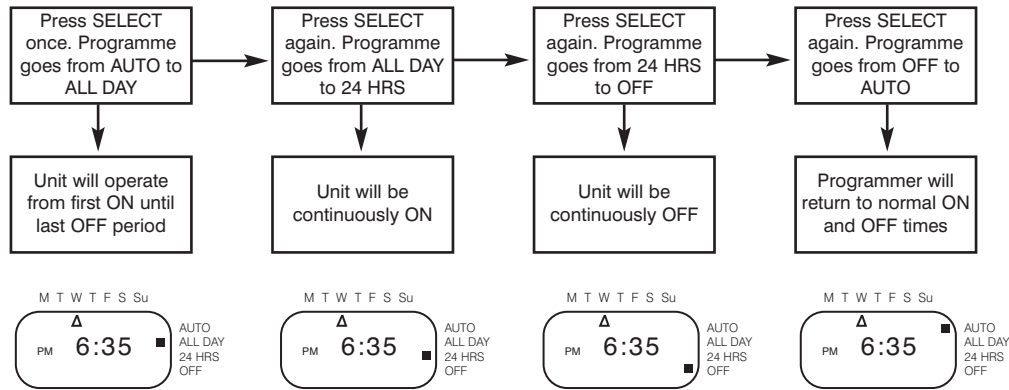 Press SELECT
once. Programme
goes from AUTO to
ALL DAY
Press SELECT
again. Programme
goes from ALL DAY
to 24 HRS
Press SELECT
again. Programme
goes from 24 HRS
to OFF
Press SELECT
again. Programme
goes from OFF to
AUTO
Unit will operate
from first ON until
last OFF period
Unit will be
continuously ON
Unit will be
continuously OFF
Programmer will
return to normal ON
and OFF times
M T W T F S Su
PM 6:35
AUTO
ALL DAY
24 HRS
OFF
M T W T F S Su
PM 6:35
AUTO
ALL DAY
24 HRS
OFF
M T W T F S Su
PM 6:35
AUTO
ALL DAY
24 HRS
OFF
M T W T F S Su
PM 6:35
AUTO
ALL DAY
24 HRS
OFF